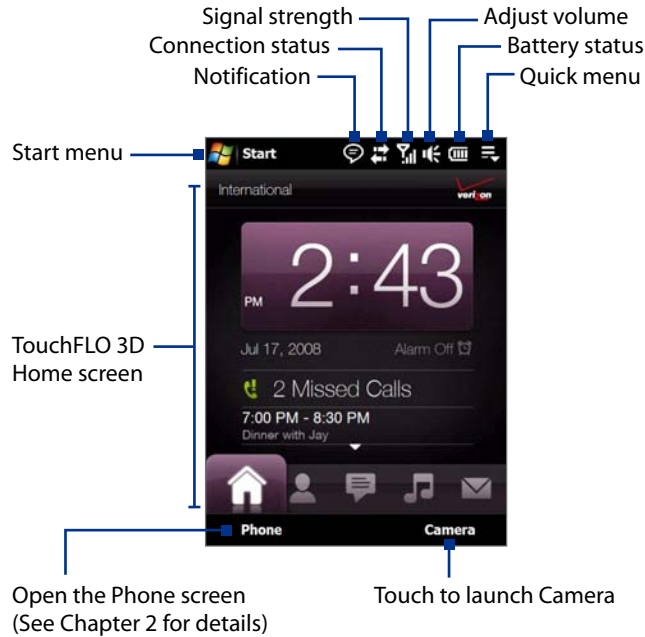 Signal strength
Adjust volume
Connection status
Battery status
Notification
Quick menu
Start menu
Start
International
verizon
PM 2:43
Jul 17, 2008
Alarm Off
TouchFLO 3D
Home screen
2 Missed Calls
7:00 PM - 8:30 PM
Dinner with Jay
Phone
Camera
Open the Phone screen
(See Chapter 2 for details)
Touch to launch Camera